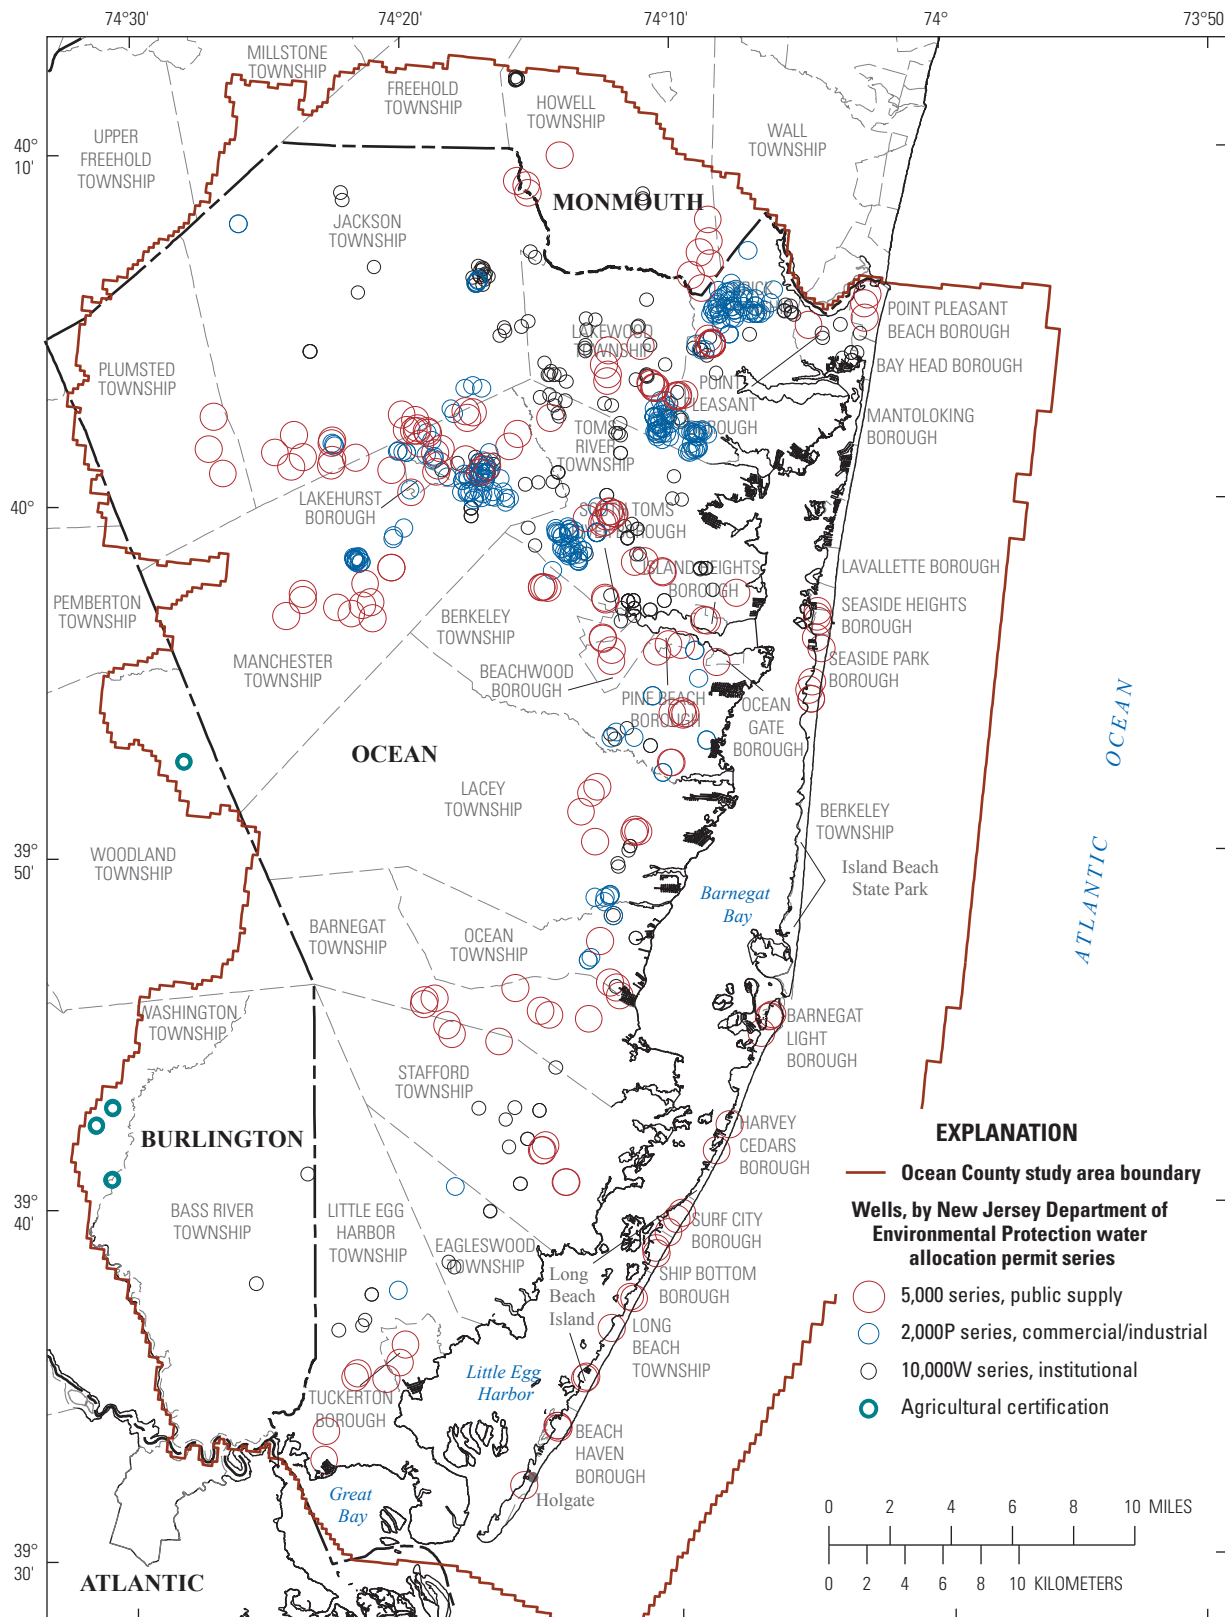 74°30'
74°20'
74°10'
74°
73°50'
MILLSTONE
TOWNSHIP
FREEHOLD
TOWNSHIP
HOWELL
TOWNSHIP
WALL
TOWNSHIP
UPPER
FREEHOLD
TOWNSHIP
40°
10'
MONMOUTH
JACKSON
TOWNSHIP
LAKEWOOD
TOWNSHIP
POINT PLEASANT
BEACH BOROUGH
BAY HEAD BOROUGH
PLUMSTED
TOWNSHIP
POINT
PLEASANT
BOROUGH
MANTOLOKING
BOROUGH
TOMS
RIVER
TOWNSHIP
LAKEHURST
BOROUGH
40°
SOUTH TOMS
RIVER BOROUGH
ISLAND HEIGHTS
BOROUGH
LAVALLETTE BOROUGH
PEMBERTON
TOWNSHIP
SEASIDE HEIGHTS
BOROUGH
BERKELEY
TOWNSHIP
MANCHESTER
TOWNSHIP
BEACHWOOD
BOROUGH
SEASIDE PARK
BOROUGH
PINE BEACH
BOROUGH
OCEAN
GATE
BOROUGH
OCEAN
LACEY
TOWNSHIP
BERKELEY
TOWNSHIP
ATLANTIC OCEAN
39°
50'
WOODLAND
TOWNSHIP
Island Beach
State Park
Barnegat
Bay
BARNEGAT
TOWNSHIP
OCEAN
TOWNSHIP
WASHINGTON
TOWNSHIP
BARNEGAT
LIGHT
BOROUGH
STAFFORD
TOWNSHIP
BURLINGTON
HARVEY
CEDARS
BOROUGH
39°
40'
BASS RIVER
TOWNSHIP
LITTLE EGG
HARBOR
TOWNSHIP
EAGLESWOOD
TOWNSHIP
SURF CITY
BOROUGH
Long
Beach
Island
SHIP BOTTOM
BOROUGH
LONG
BEACH
TOWNSHIP
Little Egg
Harbor
TUCKERTON
BOROUGH
BEACH
HAVEN
BOROUGH
Holgate
Great
Bay
39°
30'
ATLANTIC
EXPLANATION
Ocean County study area boundary
Wells, by New Jersey Department of
Environmental Protection water
allocation permit series
5,000 series, public supply
2,000P series, commercial/industrial
10,000W series, institutional
Agricultural certification
0 2 4 6 8 10 MILES
0 2 4 6 8 10 KILOMETERS